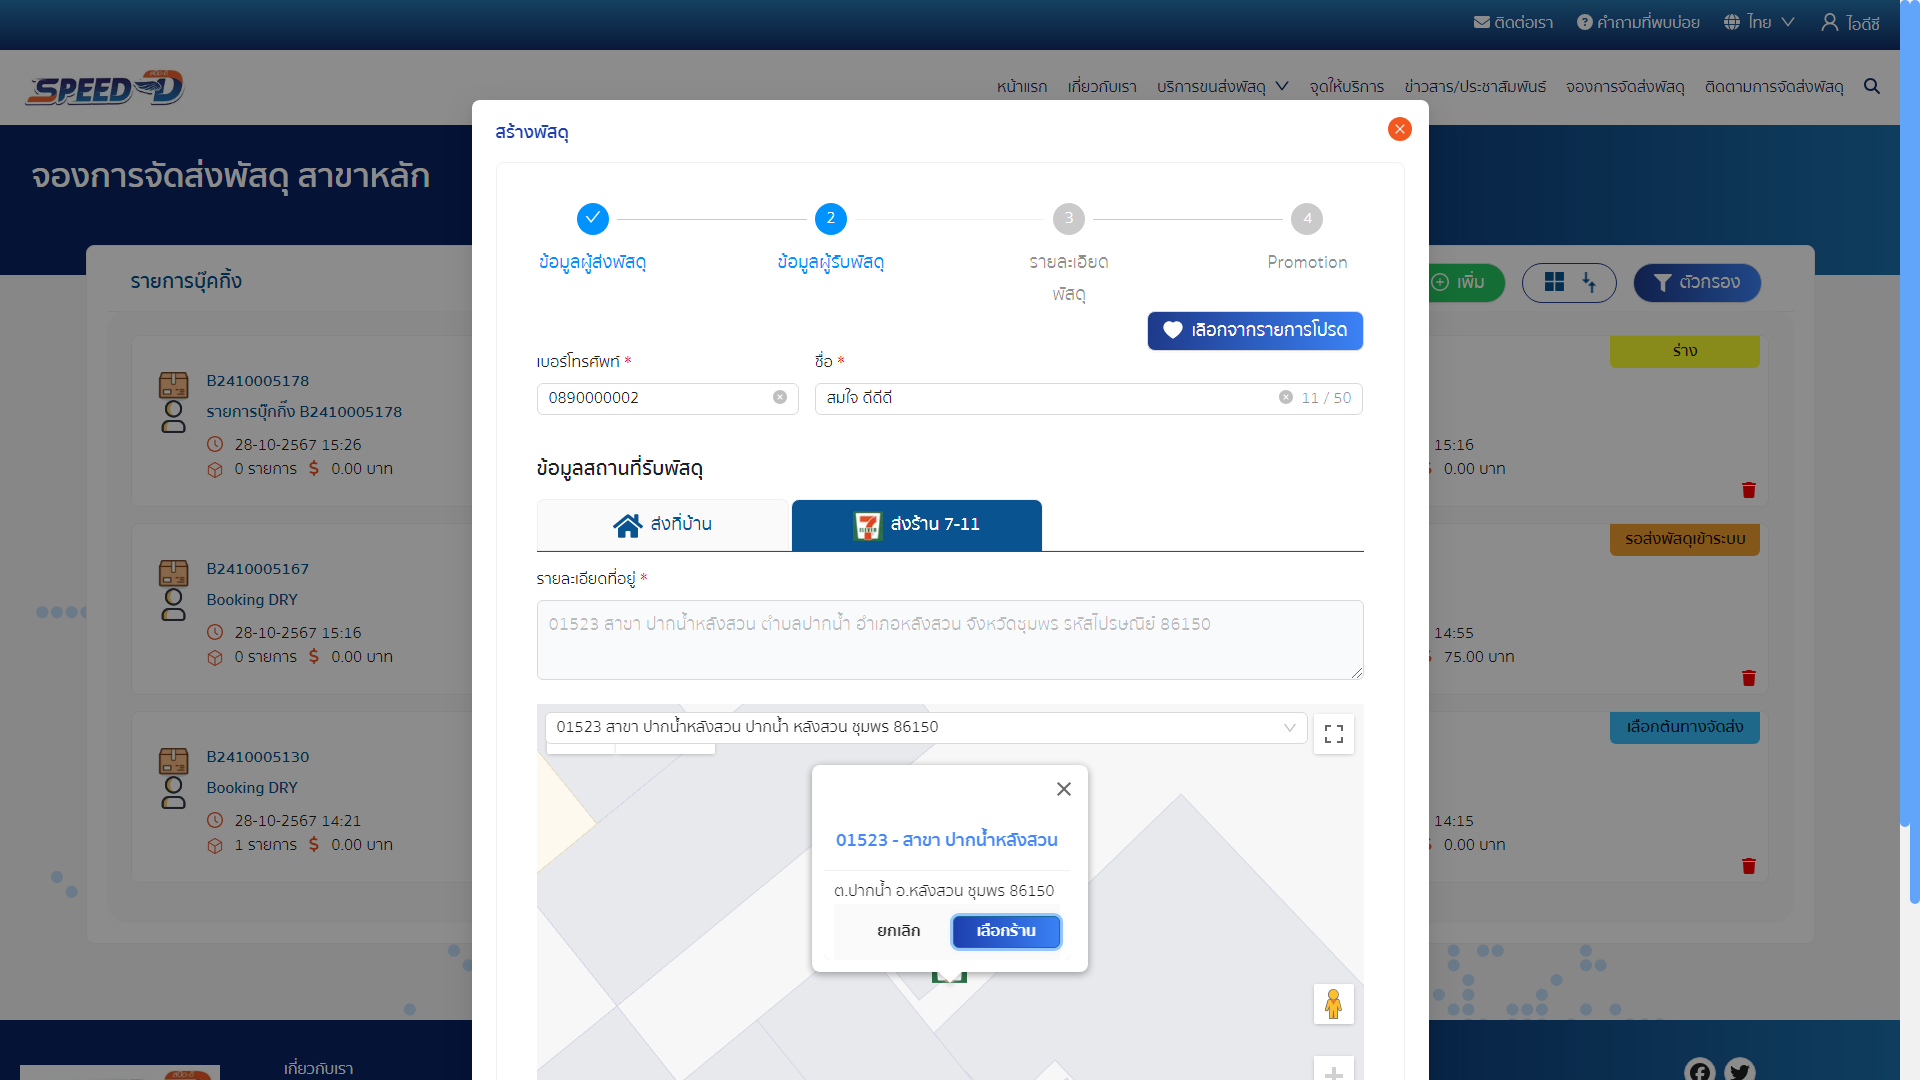 ติดต่อเรา
คำถามที่พบบ่อย
ไทย
ไอดีซี
SPEED D
หน้าแรก
เกี่ยวกับเรา
บริการขนส่งพัสดุ
จุดให้บริการ
ข่าวสาร/ประชาสัมพันธ์
จองการจัดส่งพัสดุ
ติดตามการจัดส่งพัสดุ
จองการจัดส่งพัสดุ สาขาหลัก
รายการบุ๊คกิ้ง
เพิ่ม
ตัวกรอง
B2410005178
รายการบุ๊กกิ๊ง B2410005178
28-10-2567 15:26
0 รายการ 0.00 บาท
B2410005167
Booking DRY
28-10-2567 15:16
0 รายการ 0.00 บาท
B2410005130
Booking DRY
28-10-2567 14:21
1 รายการ 0.00 บาท
สร้างพัสดุ
2
3
4
ข้อมูลผู้ส่งพัสดุ
ข้อมูลผู้รับพัสดุ
รายละเอียด
พัสดุ
Promotion
เลือกจากรายการโปรด
เบอร์โทรศัพท์ *
ชื่อ *
0890000002
สมใจ ดีดีดี
11 / 50
ข้อมูลสถานที่รับพัสดุ
ส่งที่บ้าน
ส่งร้าน 7-11
รายละเอียดที่อยู่ *
01523 สาขา ปากน้ำหลังสวน ตำบลปากน้ำ อำเภอหลังสวน จังหวัดชุมพร รหัสไปรษณีย์ 86150
01523 สาขา ปากน้ำหลังสวน ปากน้ำ หลังสวน ชุมพร 86150
01523 - สาขา ปากน้ำหลังสวน
ต.ปากน้ำ อ.หลังสวน ชุมพร 86150
ยกเลิก
เลือกร้าน
ร่าง
15:16
0.00 บาท
รอส่งพัสดุเข้าระบบ
14:55
75.00 บาท
เลือกต้นทางจัดส่ง
14:15
0.00 บาท
เกี่ยวกับเรา